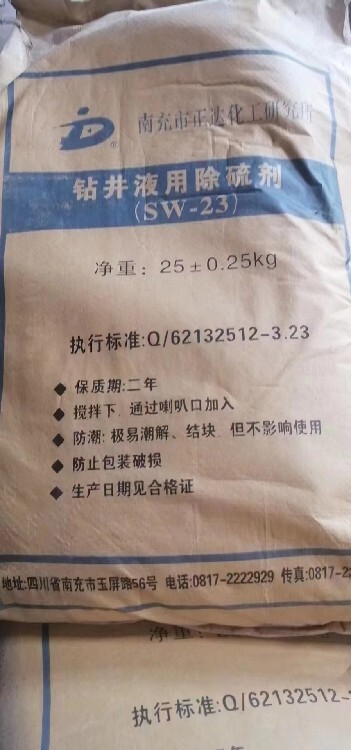 南充市正达化工研究所
钻井液用除硫剂
(SW-23)
净重：25±0.25kg
执行标准:Q/62132512-3.23
保质期:二年
搅拌下. 通过喇叭口加入
防潮: 极易潮解、结块. 但不影响使用
防止包装破损
生产日期见合格证
地址:四川省南充市玉屏路56号 电话:0817-2222929 传真:0817-22
净重:
执行标准:Q/62132512-